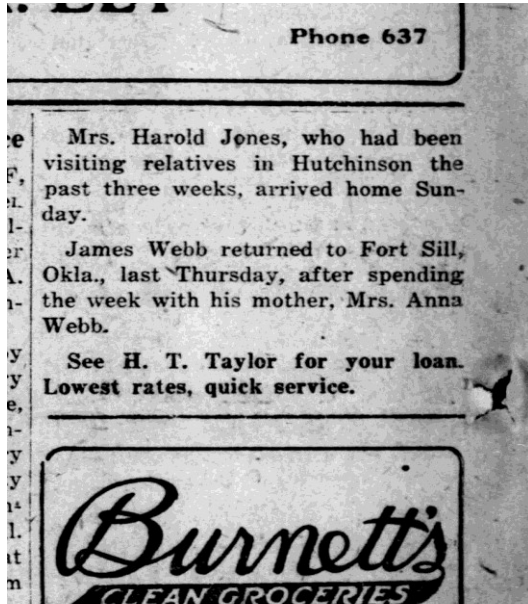 Phone 637
Mrs. Harold Jones, who had been
visiting relatives in Hutchinson the
past three weeks, arrived home Sun-
day.
James Webb returned to Fort Sill,
Okla., last Thursday, after spending
the week with his mother, Mrs. Anna
Webb.
See H. T. Taylor for your loan.
Lowest rates, quick service.
Burnett's
CLEAN GROCERIES